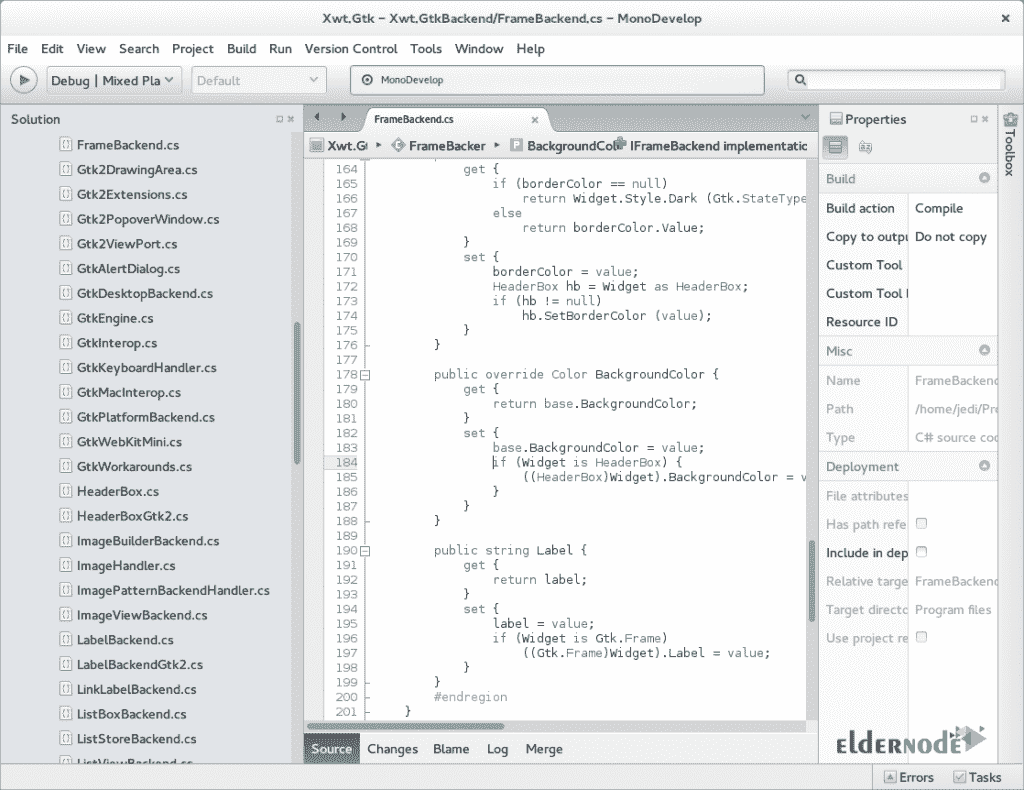 Xwt.Gtk – Xwt.GtkBackend/FrameBackend.cs – MonoDevelop
File Edit View Search Project Build Run Version Control Tools Window Help
Debug | Mixed Pla
Default
MonoDevelop
Solution
FrameBackend.cs
Gtk2DrawingArea.cs
Gtk2Extensions.cs
Gtk2PopoverWindow.cs
Gtk2ViewPort.cs
GtkAlertDialog.cs
GtkDesktopBackend.cs
GtkEngine.cs
GtkInterop.cs
GtkKeyboardHandler.cs
GtkMacInterop.cs
GtkPlatformBackend.cs
GtkWebKitMini.cs
GtkWorkarounds.cs
HeaderBox.cs
HeaderBoxGtk2.cs
ImageBuilderBackend.cs
ImageHandler.cs
ImagePatternBackendHandler.cs
ImageViewBackend.cs
LabelBackend.cs
LabelBackendGtk2.cs
LinkLabelBackend.cs
ListBoxBackend.cs
ListStoreBackend.cs
ListViewBackend.cs
FrameBackend.cs
Xwt.G FrameBacker BackgroundCol IFrameBackend implementatio
164 get {
165 if (borderColor == null)
166 return Widget.Style.Dark (Gtk.StateType
167 else
168 return borderColor.Value;
169 }
170 set {
171 borderColor = value;
172 HeaderBox hb = Widget as HeaderBox;
173 if (hb != null)
174 hb.SetBorderColor (value);
175 }
176 }
177
178 public override Color BackgroundColor {
179 get {
180 return base.BackgroundColor;
181 }
182 set {
183 base.BackgroundColor = value;
184 if (Widget is HeaderBox) {
185 ((HeaderBox)Widget).BackgroundColor = v
186 }
187 }
188 }
189
190 public string Label {
191 get {
192 return label;
193 }
194 set {
195 label = value;
196 if (Widget is Gtk.Frame)
197 ((Gtk.Frame)Widget).Label = value;
198 }
199 }
200 #endregion
201 }
Source Changes Blame Log Merge
Properties
Toolbox
Build
Build action Compile
Copy to outpu Do not copy
Custom Tool
Custom Tool
Resource ID
Misc
Name FrameBackend
Path /home/jedi/Pro
Type C# source cod
Deployment
File attributes
Has path refe
Include in dep
Relative targe FrameBackend
Target directo Program files
Use project re
ELDERNODE
Errors Tasks